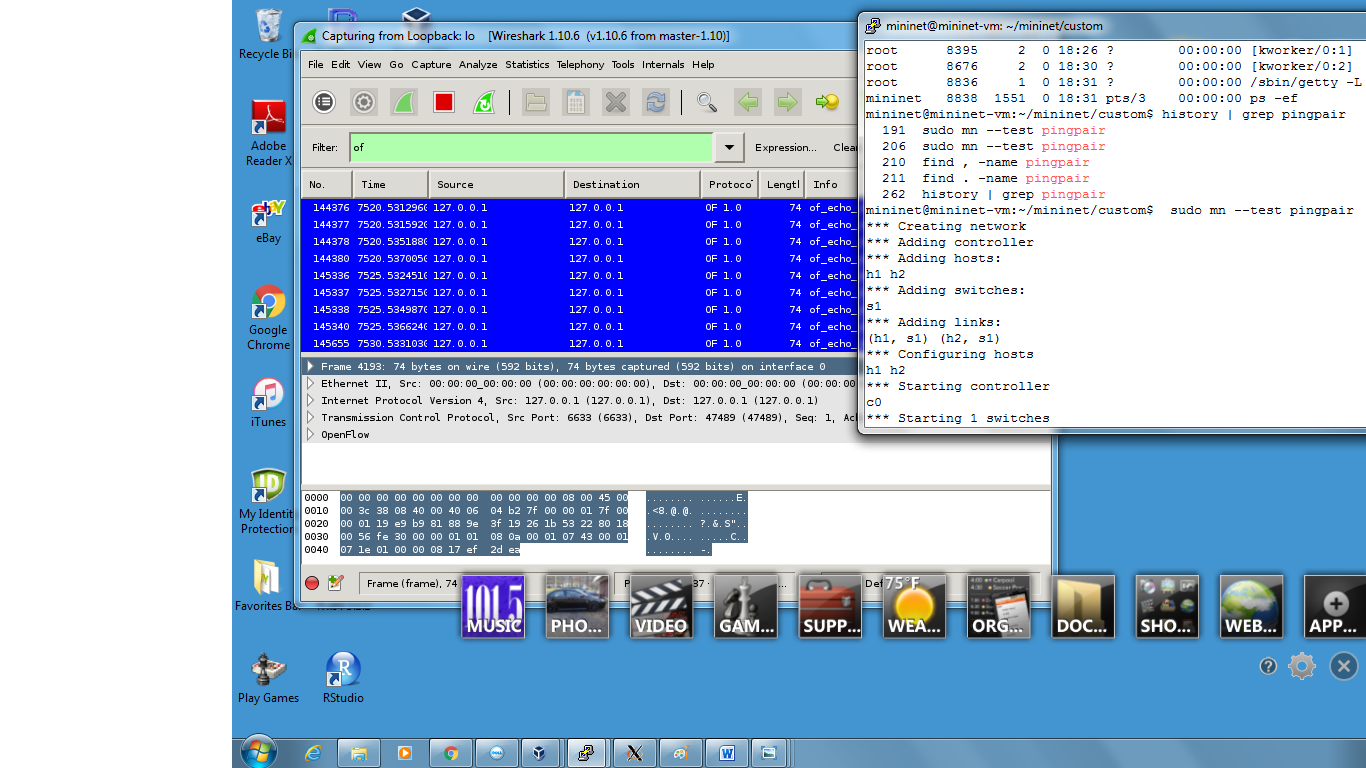 Recycle Bi
Adobe
Reader X
eBay
Google
Chrome
iTunes
My Identit
Protection
Favorites Ba
Play Games
RStudio
Capturing from Loopback: lo [Wireshark 1.10.6 (v1.10.6 from master-1.10)]
File Edit View Go Capture Analyze Statistics Telephony Tools Internals Help
Filter: of Expression... Clear
No. Time Source Destination Protoco Lengtl Info
144376 7520.5312960 127.0.0.1 127.0.0.1 OF 1.0 74 of_echo_
144377 7520.5315920 127.0.0.1 127.0.0.1 OF 1.0 74 of_echo_
144378 7520.5351880 127.0.0.1 127.0.0.1 OF 1.0 74 of_echo_
144380 7520.5370050 127.0.0.1 127.0.0.1 OF 1.0 74 of_echo_
145336 7525.5324510 127.0.0.1 127.0.0.1 OF 1.0 74 of_echo_
145337 7525.5327150 127.0.0.1 127.0.0.1 OF 1.0 74 of_echo_
145338 7525.5349870 127.0.0.1 127.0.0.1 OF 1.0 74 of_echo_
145340 7525.5366240 127.0.0.1 127.0.0.1 OF 1.0 74 of_echo_
145655 7530.5331030 127.0.0.1 127.0.0.1 OF 1.0 74 of_echo_
Frame 4193: 74 bytes on wire (592 bits), 74 bytes captured (592 bits) on interface 0
Ethernet II, Src: 00:00:00_00:00:00 (00:00:00:00:00:00), Dst: 00:00:00_00:00:00 (00:00:00
Internet Protocol Version 4, Src: 127.0.0.1 (127.0.0.1), Dst: 127.0.0.1 (127.0.0.1)
Transmission Control Protocol, Src Port: 6633 (6633), Dst Port: 47489 (47489), Seq: 1, Ack
OpenFlow
0000 00 00 00 00 00 00 00 00 00 00 00 00 08 00 45 00 ........ ......E.
0010 00 3c 38 08 40 00 40 06 04 b2 7f 00 00 01 7f 00 .<8.@.@. ........
0020 00 01 19 e9 b9 81 88 9e 3f 19 26 1b 53 22 80 18 ........ ?.&.S"..
0030 00 56 fe 30 00 00 01 01 08 0a 00 01 07 43 00 01 .V.0.... .....C..
0040 07 1e 01 00 00 08 17 ef 2d ea ........ -.
Frame (frame), 74
mininet@mininet-vm: ~/mininet/custom
root 8395 2 0 18:26 ? 00:00:00 [kworker/0:1]
root 8676 2 0 18:30 ? 00:00:00 [kworker/0:2]
root 8836 1 0 18:31 ? 00:00:00 /sbin/getty -L
mininet 8838 1551 0 18:31 pts/3 00:00:00 ps -ef
mininet@mininet-vm:~/mininet/custom$ history | grep pingpair
191 sudo mn --test pingpair
206 sudo mn --test pingpair
210 find , -name pingpair
211 find . -name pingpair
262 history | grep pingpair
mininet@mininet-vm:~/mininet/custom$ sudo mn --test pingpair
*** Creating network
*** Adding controller
*** Adding hosts:
h1 h2
*** Adding switches:
s1
*** Adding links:
(h1, s1) (h2, s1)
*** Configuring hosts
h1 h2
*** Starting controller
c0
*** Starting 1 switches
101.5
MUSIC
PHO...
VIDEO
GAM...
SUPP...
75°F
WEA...
ORG...
DOC...
SHO...
WEB...
APP...